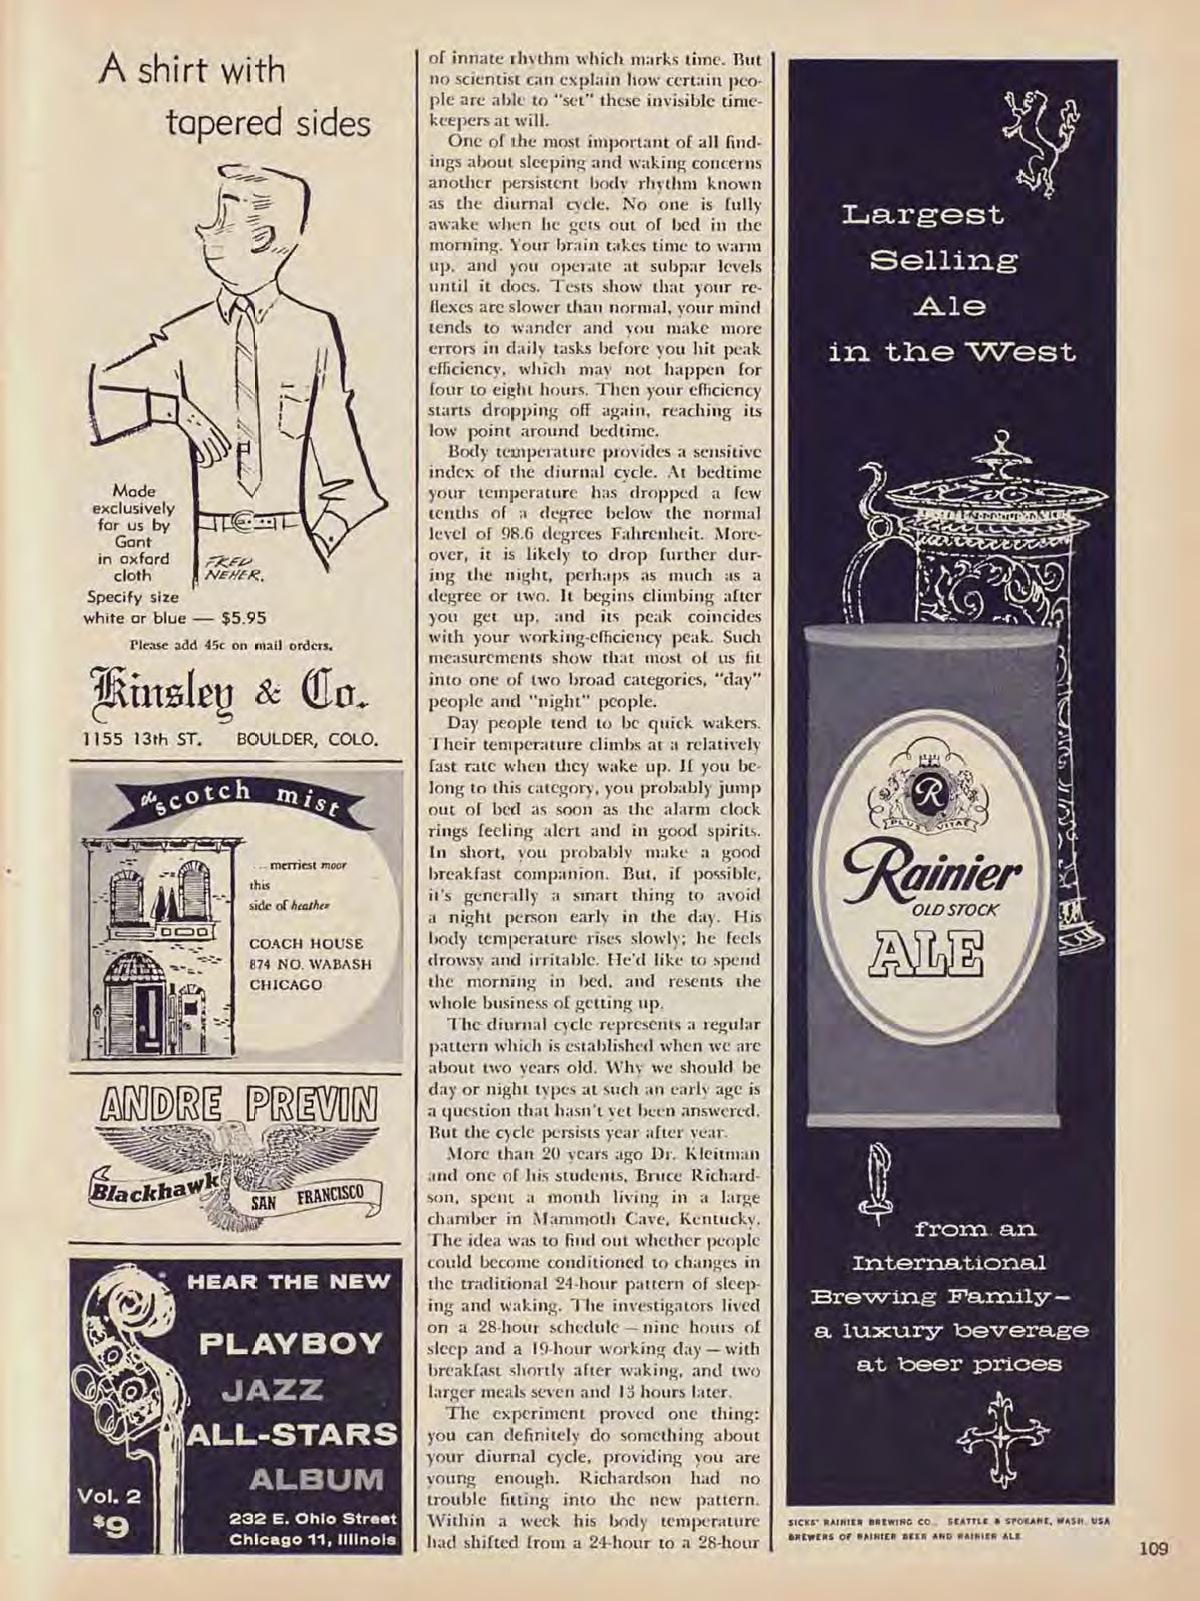 A shirt with
tapered sides
Made
exclusively
for us by
Gant
in oxford
cloth
FRED
NEHER.
Specify size
white or blue — $5.95
Please add 45c on mail orders.
Kinsley & Co.
1155 13th ST. BOULDER, COLO.
the scotch mist
... merriest moor
this
side of heather
COACH HOUSE
874 NO. WABASH
CHICAGO
ANDRE PREVIN
Blackhawk
SAN FRANCISCO
HEAR THE NEW
PLAYBOY
JAZZ
ALL-STARS
ALBUM
Vol. 2
$9
232 E. Ohio Street
Chicago 11, Illinois
of innate rhythm which marks time. But
no scientist can explain how certain peo-
ple are able to "set" these invisible time-
keepers at will.
One of the most important of all find-
ings about sleeping and waking concerns
another persistent body rhythm known
as the diurnal cycle. No one is fully
awake when he gets out of bed in the
morning. Your brain takes time to warm
up, and you operate at subpar levels
until it does. Tests show that your re-
flexes are slower than normal, your mind
tends to wander and you make more
errors in daily tasks before you hit peak
efficiency, which may not happen for
four to eight hours. Then your efficiency
starts dropping off again, reaching its
low point around bedtime.
Body temperature provides a sensitive
index of the diurnal cycle. At bedtime
your temperature has dropped a few
tenths of a degree below the normal
level of 98.6 degrees Fahrenheit. More-
over, it is likely to drop further dur-
ing the night, perhaps as much as a
degree or two. It begins climbing after
you get up, and its peak coincides
with your working-efficiency peak. Such
measurements show that most of us fit
into one of two broad categories, "day"
people and "night" people.
Day people tend to be quick wakers.
Their temperature climbs at a relatively
fast rate when they wake up. If you be-
long to this category, you probably jump
out of bed as soon as the alarm clock
rings feeling alert and in good spirits.
In short, you probably make a good
breakfast companion. But, if possible,
it's generally a smart thing to avoid
a night person early in the day. His
body temperature rises slowly; he feels
drowsy and irritable. He'd like to spend
the morning in bed, and resents the
whole business of getting up.
The diurnal cycle represents a regular
pattern which is established when we are
about two years old. Why we should be
day or night types at such an early age is
a question that hasn't yet been answered.
But the cycle persists year after year.
More than 20 years ago Dr. Kleitman
and one of his students, Bruce Richard-
son, spent a month living in a large
chamber in Mammoth Cave, Kentucky.
The idea was to find out whether people
could become conditioned to changes in
the traditional 24-hour pattern of sleep-
ing and waking. The investigators lived
on a 28-hour schedule — nine hours of
sleep and a 19-hour working day — with
breakfast shortly after waking, and two
larger meals seven and 13 hours later.
The experiment proved one thing:
you can definitely do something about
your diurnal cycle, providing you are
young enough. Richardson had no
trouble fitting into the new pattern.
Within a week his body temperature
had shifted from a 24-hour to a 28-hour
Largest
Selling
Ale
in the West
R
PLUS VITAE
Rainier
OLD STOCK
ALE
from an
International
Brewing Family—
a luxury beverage
at beer prices
SICKS' RAINIER BREWING CO., SEATTLE & SPOKANE, WASH. USA
BREWERS OF RAINIER BEER AND RAINIER ALE
109